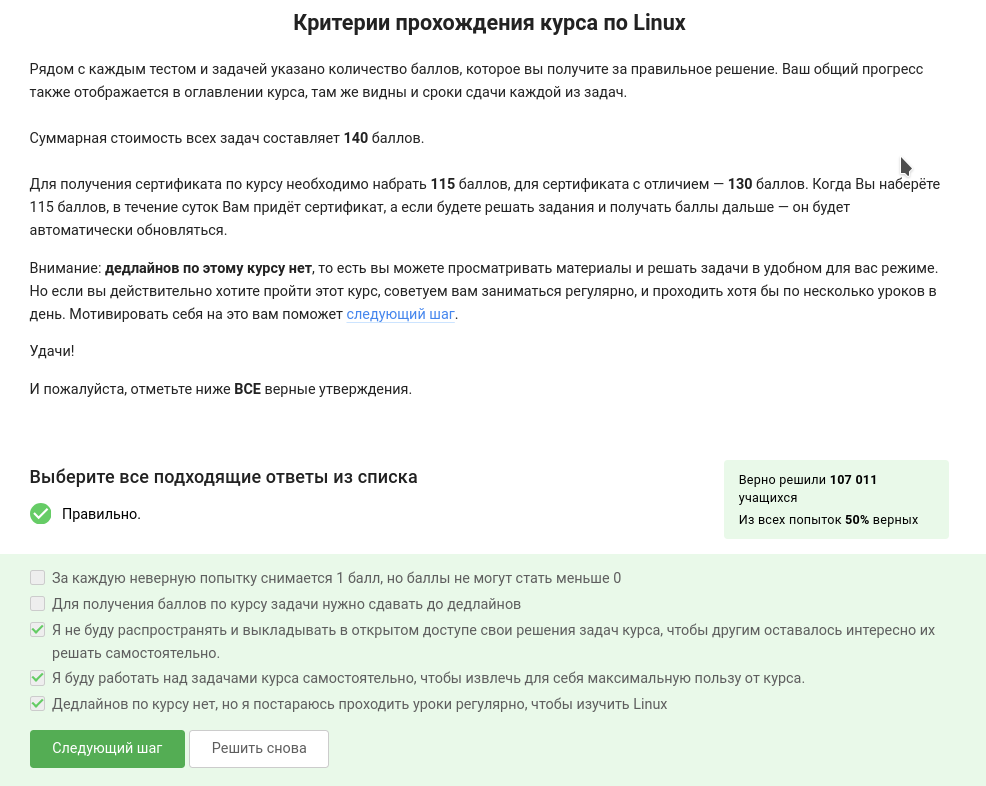 Критерии прохождения курса по Linux
Рядом с каждым тестом и задачей указано количество баллов, которое вы получите за правильное решение. Ваш общий прогресс
также отображается в оглавлении курса, там же видны и сроки сдачи каждой из задач.
Суммарная стоимость всех задач составляет 140 баллов.
Для получения сертификата по курсу необходимо набрать 115 баллов, для сертификата с отличием — 130 баллов. Когда Вы наберёте
115 баллов, в течение суток Вам придёт сертификат, а если будете решать задания и получать баллы дальше — он будет
автоматически обновляться.
Внимание: дедлайнов по этому курсу нет, то есть вы можете просматривать материалы и решать задачи в удобном для вас режиме.
Но если вы действительно хотите пройти этот курс, советуем вам заниматься регулярно, и проходить хотя бы по несколько уроков в
день. Мотивировать себя на это вам поможет следующий шаг.
Удачи!
И пожалуйста, отметьте ниже ВСЕ верные утверждения.
Выберите все подходящие ответы из списка
Правильно.
Верно решили 107 011
учащихся
Из всех попыток 50% верных
За каждую неверную попытку снимается 1 балл, но баллы не могут стать меньше 0
Для получения баллов по курсу задачи нужно сдавать до дедлайнов
Я не буду распространять и выкладывать в открытом доступе свои решения задач курса, чтобы другим оставалось интересно их
решать самостоятельно.
Я буду работать над задачами курса самостоятельно, чтобы извлечь для себя максимальную пользу от курса.
Дедлайнов по курсу нет, но я постараюсь проходить уроки регулярно, чтобы изучить Linux
Следующий шаг
Решить снова